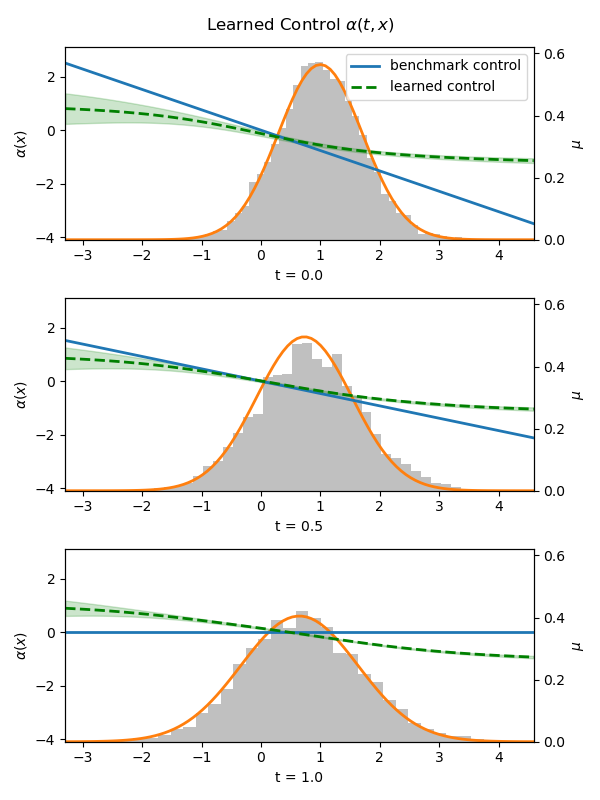 Learned Control α(t, x)
benchmark control
learned control
α(x)
2
0
−2
−4
0.6
0.4
0.2
0.0
μ
−3 −2 −1 0 1 2 3 4
t = 0.0
α(x)
2
0
−2
−4
0.6
0.4
0.2
0.0
μ
−3 −2 −1 0 1 2 3 4
t = 0.5
α(x)
2
0
−2
−4
0.6
0.4
0.2
0.0
μ
−3 −2 −1 0 1 2 3 4
t = 1.0